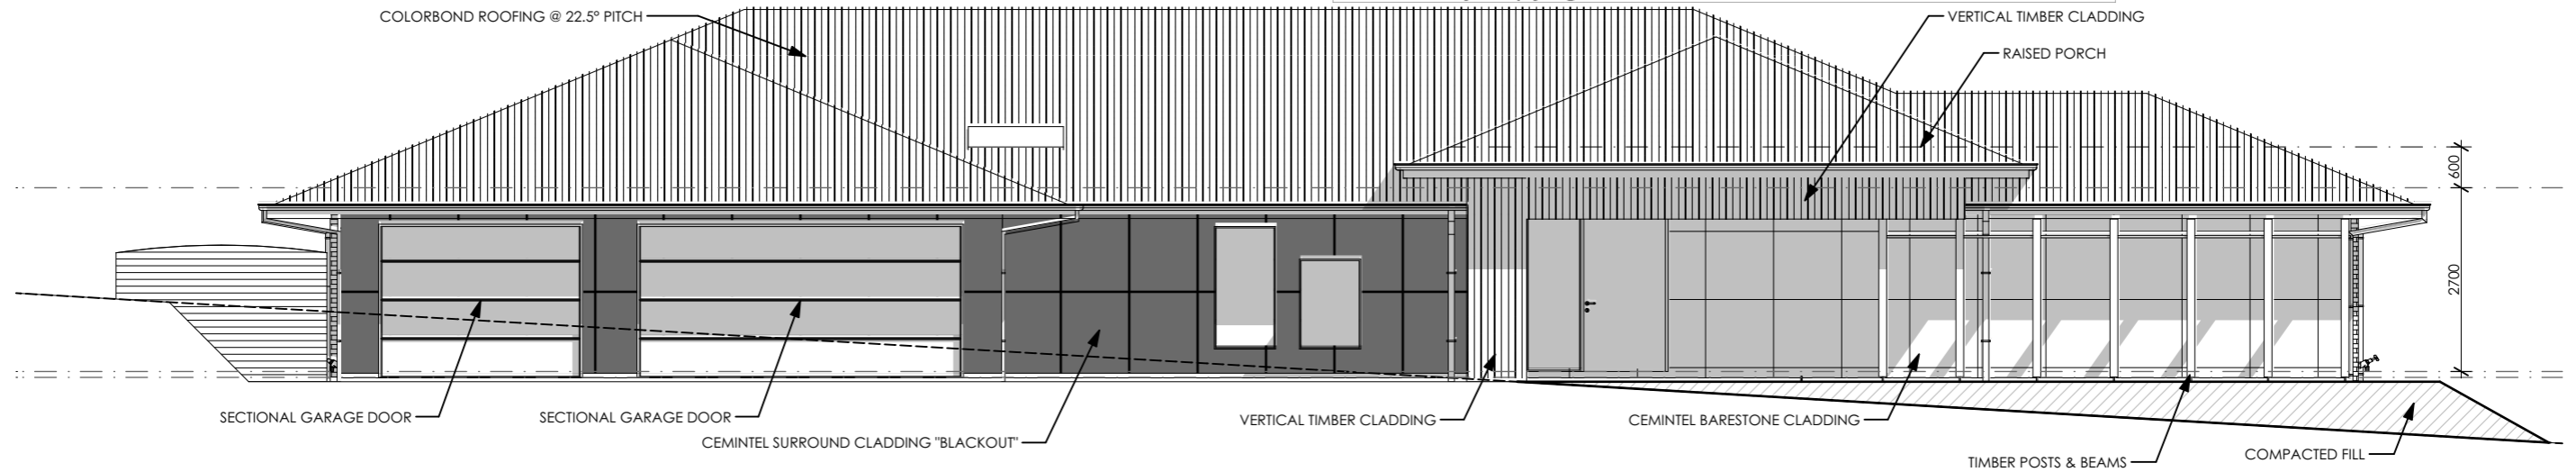 COLORBOND ROOFING @ 22.5° PITCH
VERTICAL TIMBER CLADDING
RAISED PORCH
600
2700
SECTIONAL GARAGE DOOR
SECTIONAL GARAGE DOOR
CEMINTEL SURROUND CLADDING "BLACKOUT"
VERTICAL TIMBER CLADDING
CEMINTEL BARESTONE CLADDING
TIMBER POSTS & BEAMS
COMPACTED FILL